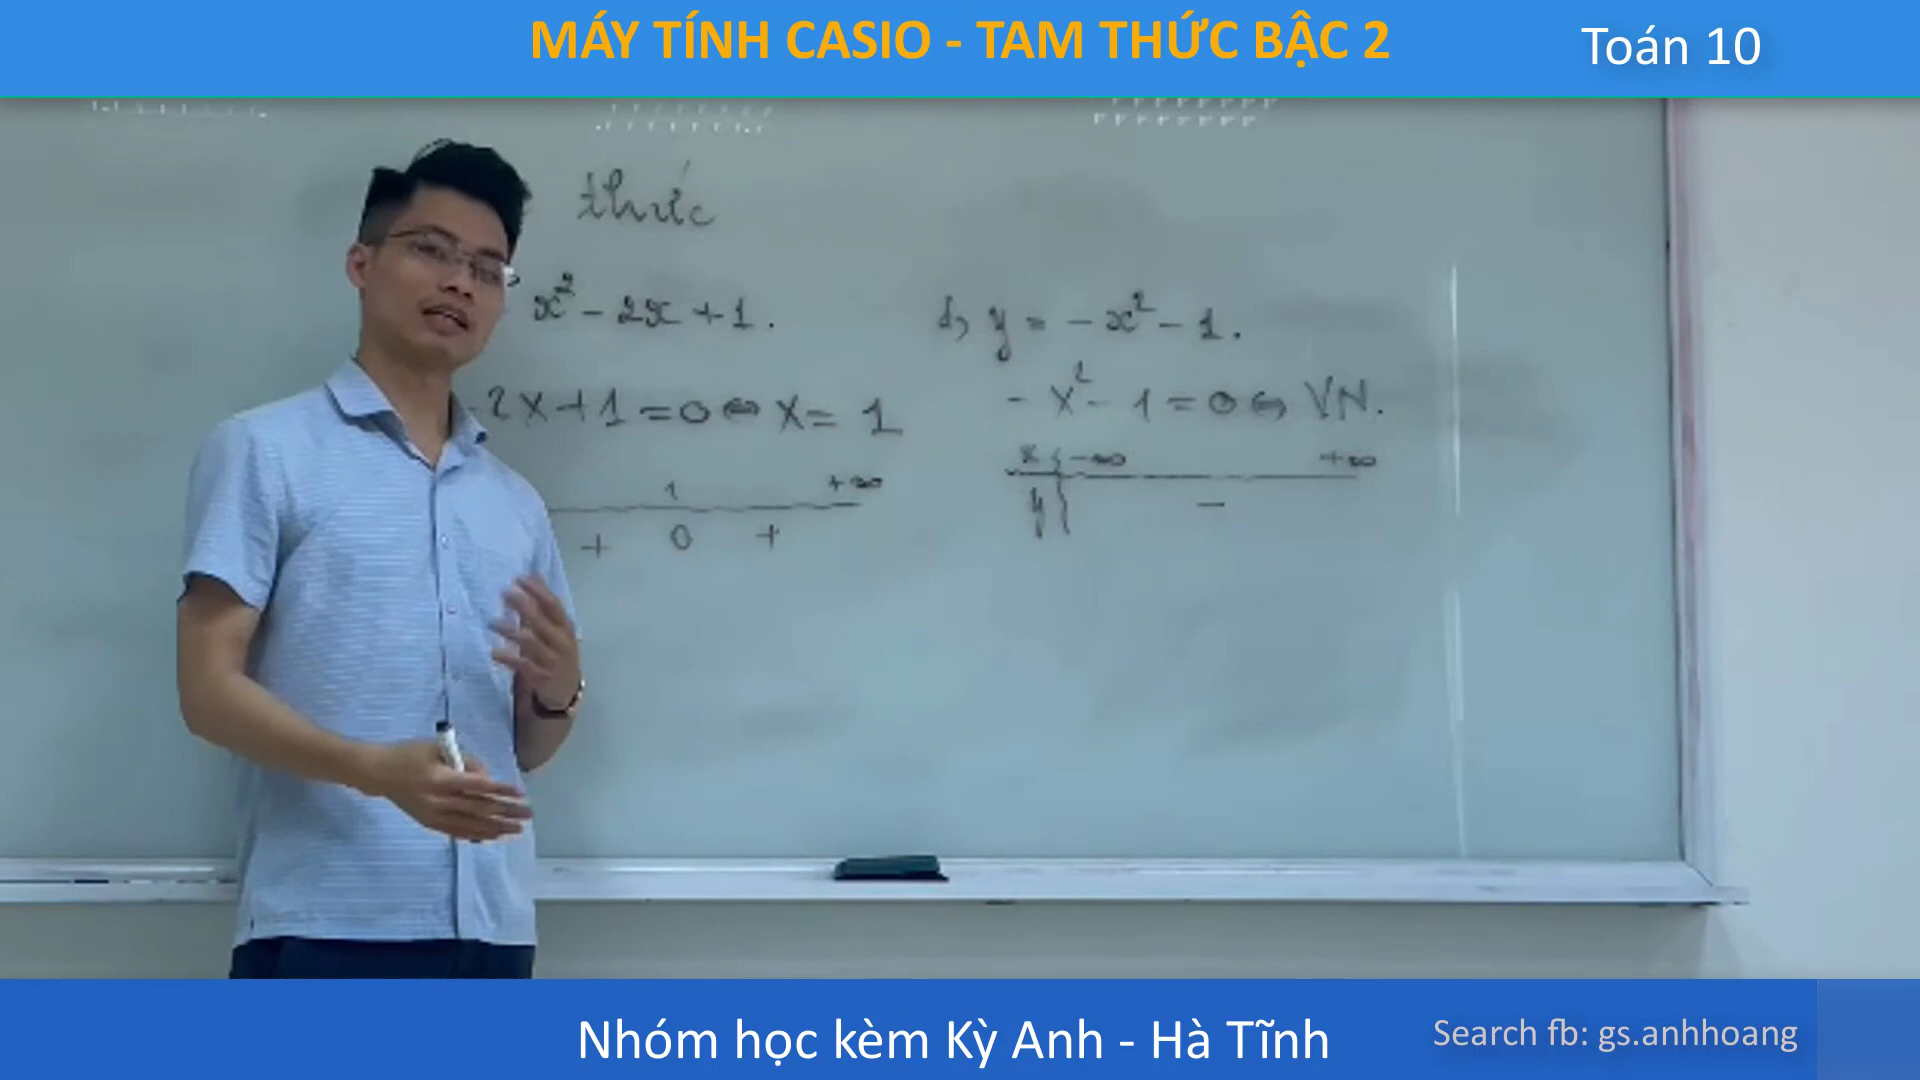 MÁY TÍNH CASIO - TAM THỨC BẬC 2
Toán 10
thức
x² - 2x + 1.
- 2x + 1 = 0 ⇔ x = 1
1 +∞
+ 0 +
d, y = -x² - 1.
- x² - 1 = 0 ⇔ VN.
x -∞ +∞
y -
Nhóm học kèm Kỳ Anh - Hà Tĩnh
Search fb: gs.anhhoang